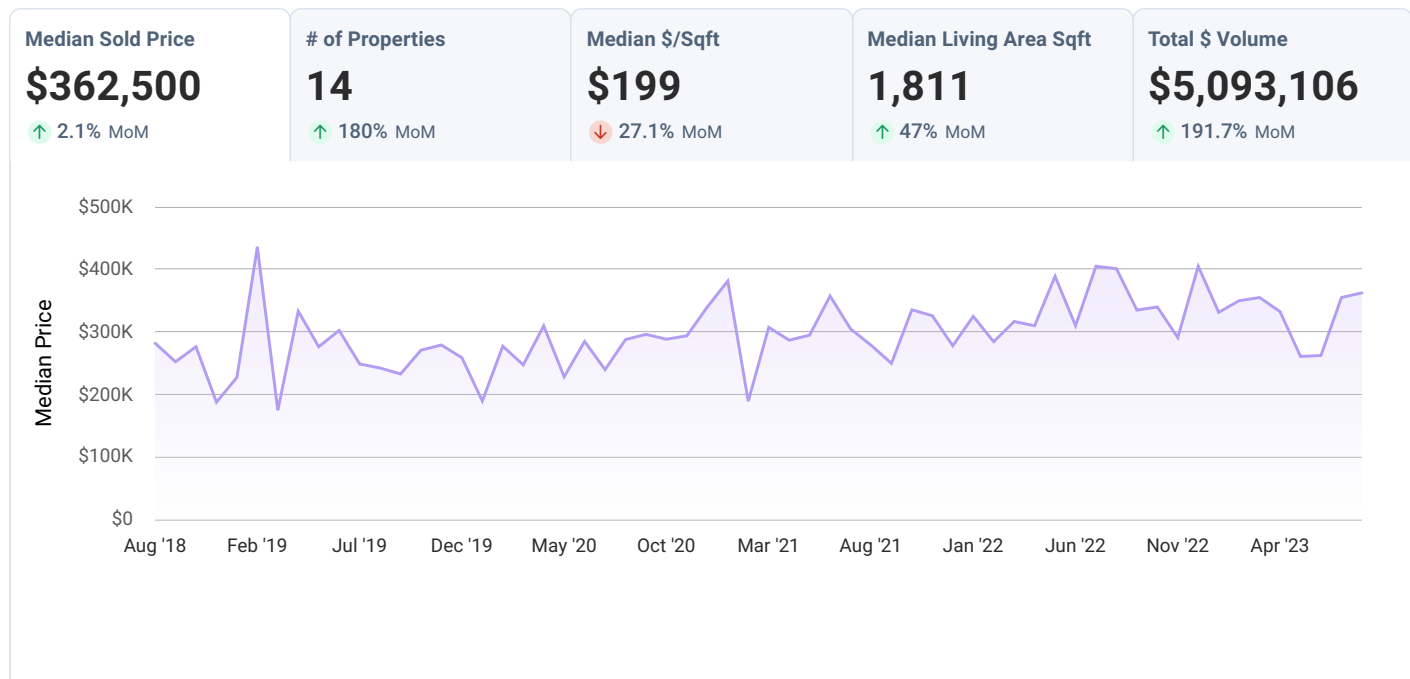 Median Sold Price
$362,500
2.1% MoM
# of Properties
14
180% MoM
Median $/Sqft
$199
27.1% MoM
Median Living Area Sqft
1,811
47% MoM
Total $ Volume
$5,093,106
191.7% MoM
Median Price
$500K
$400K
$300K
$200K
$100K
$0
Aug '18 Feb '19 Jul '19 Dec '19 May '20 Oct '20 Mar '21 Aug '21 Jan '22 Jun '22 Nov '22 Apr '23